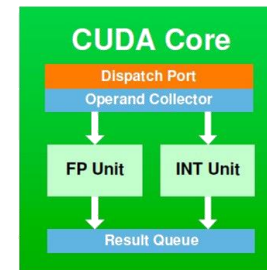 CUDA Core
Dispatch Port
Operand Collector
FP Unit
INT Unit
Result Queue